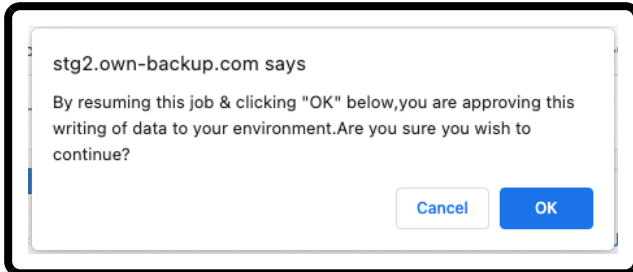 stg2.own-backup.com says
By resuming this job & clicking "OK" below,you are approving this
writing of data to your environment.Are you sure you wish to
continue?
Cancel OK